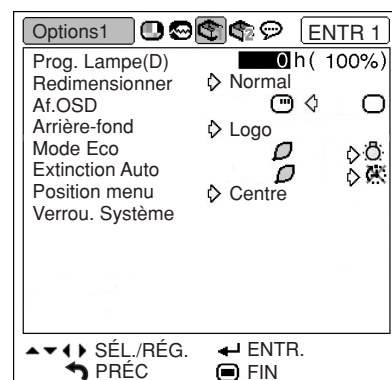 Options1 ENTR 1
Prog. Lampe(D) 0 h ( 100%)
Redimensionner Normal
Af.OSD
Arrière-fond Logo
Mode Eco
Extinction Auto
Position menu Centre
Verrou. Système
SÉL./RÉG. ENTR.
PRÉC FIN